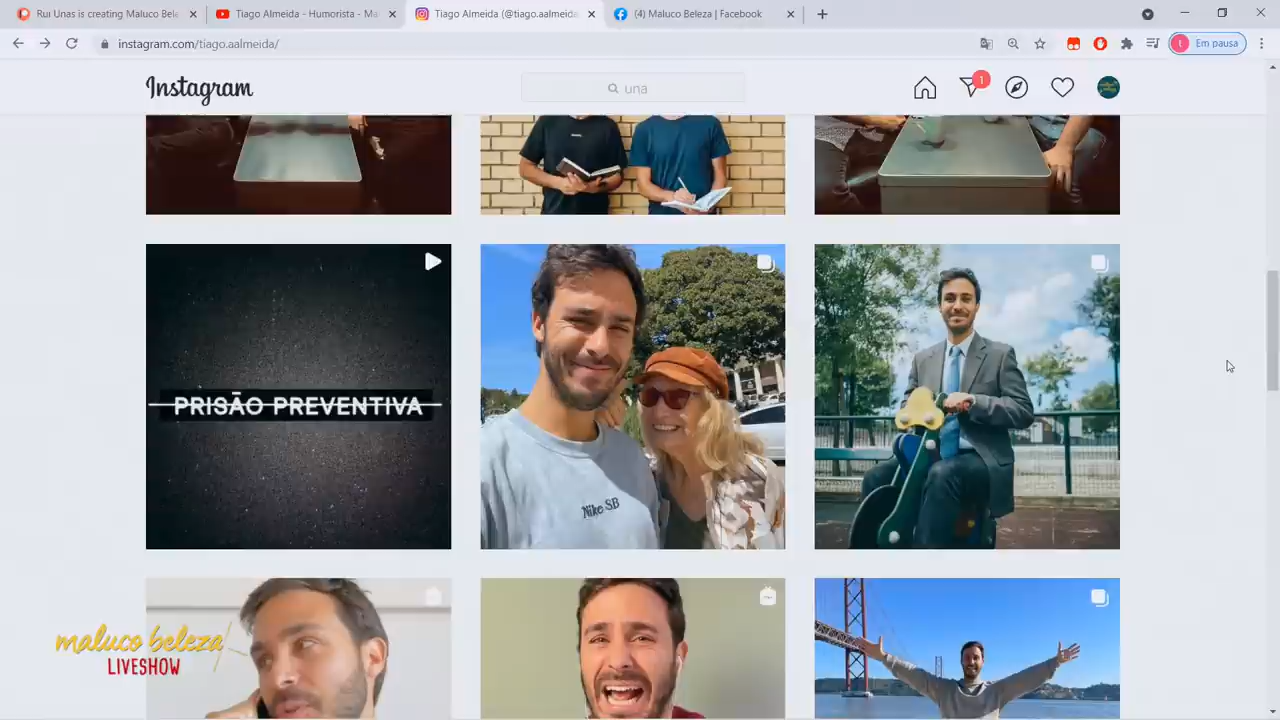 Rui Unas is creating Maluco Bele
Tiago Almeida - Humorista - Ma
Tiago Almeida (@tiago.aalmeida
(4) Maluco Beleza | Facebook
instagram.com/tiago.aalmeida/
Em pausa
Instagram
una
1
PRISÃO PREVENTIVA
Nike SB
maluco beleza
LIVESHOW